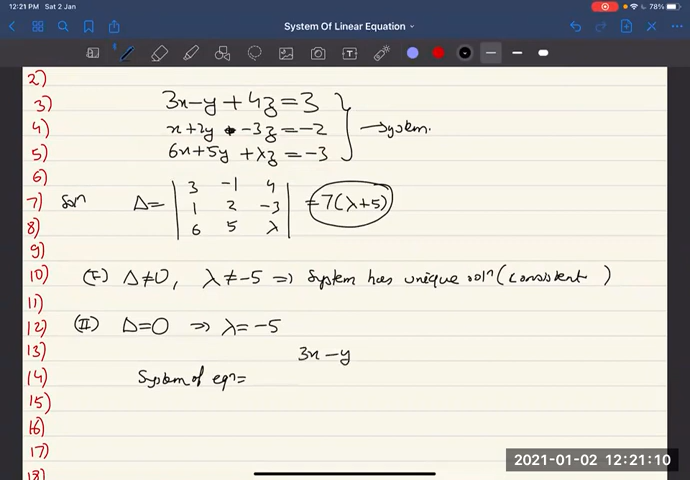 12:21 PM Sat 2 Jan
78%
System Of Linear Equation
2)
3) 3x-y+4z=3
4) x+2y -3z=-2 →system.
5) 6x+5y +λz=-3
6)
3 -1 4
7) Soln Δ= 1 2 -3 =7(λ+5)
8) 6 5 λ
9)
10) (I) Δ≠0, λ≠-5 ⇒ System has unique soln (consistent )
11)
12) (II) Δ=0 ⇒ λ=-5
13) 3x-y
14) System of eqn=
15)
16)
17)
18)
2021-01-02 12:21:10